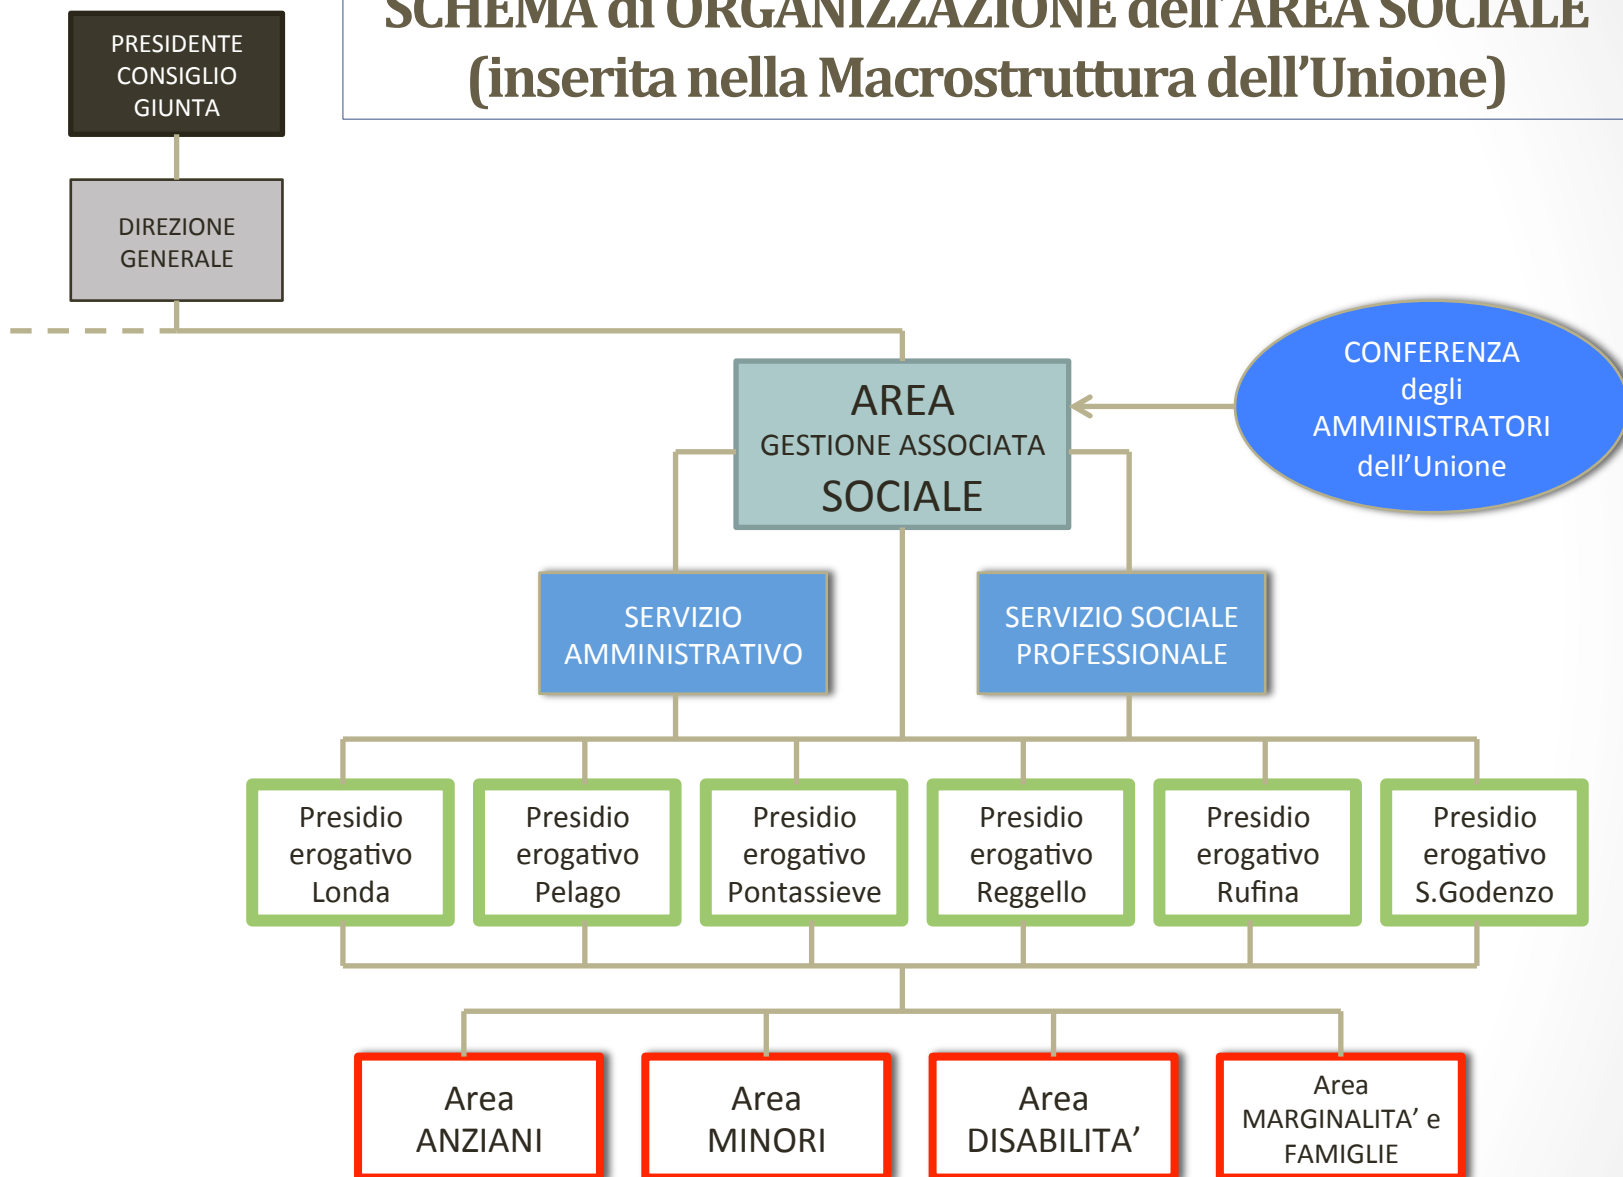 SCHEMA di ORGANIZZAZIONE dell'AREA SOCIALE
(inserita nella Macrostruttura dell'Unione)
PRESIDENTE
CONSIGLIO
GIUNTA
DIREZIONE
GENERALE
AREA
GESTIONE ASSOCIATA
SOCIALE
CONFERENZA
degli
AMMINISTRATORI
dell'Unione
SERVIZIO
AMMINISTRATIVO
SERVIZIO SOCIALE
PROFESSIONALE
Presidio
erogativo
Londa
Presidio
erogativo
Pelago
Presidio
erogativo
Pontassieve
Presidio
erogativo
Reggello
Presidio
erogativo
Rufina
Presidio
erogativo
S.Godenzo
Area
ANZIANI
Area
MINORI
Area
DISABILITA'
Area
MARGINALITA' e
FAMIGLIE